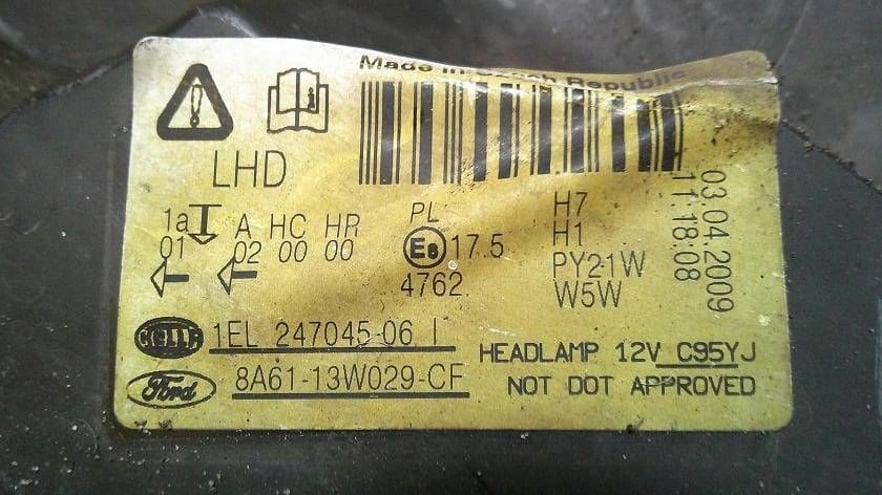 Made in Czech Republic
LHD
03.04.2009
11:18:08
1a A HC HR
01 02 00 00
PL
E8 17.5
4762
H7
H1
PY21W
W5W
HELLA 1EL 247045-06 I
Ford 8A61-13W029-CF
HEADLAMP 12V C95YJ
NOT DOT APPROVED